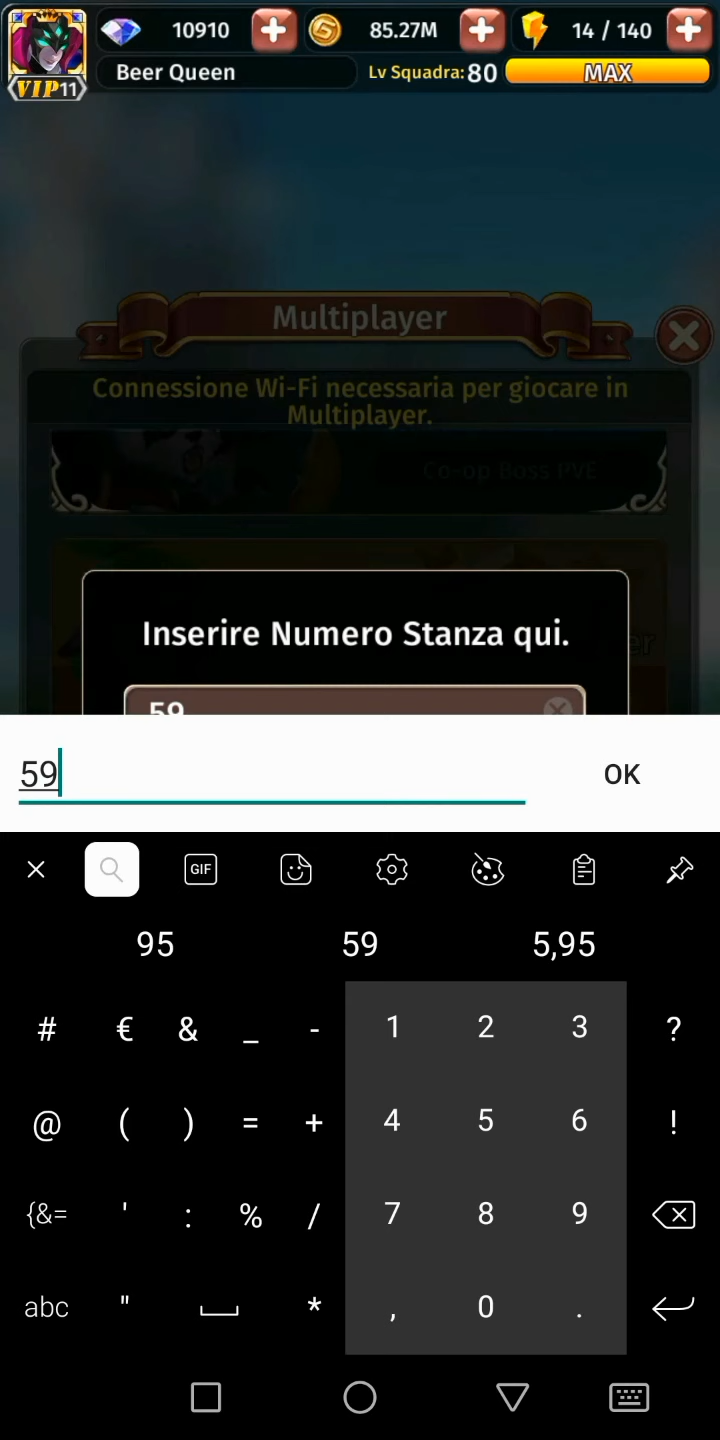 10910
85.27M
14 / 140
VIP11
Beer Queen
Lv Squadra: 80
MAX
Multiplayer
Connessione Wi-Fi necessaria per giocare in
Multiplayer.
Co-op Boss PVE
Inserire Numero Stanza qui.
59
59
OK
GIF
95 59 5,95
# € & _ - 1 2 3 ?
@ ( ) = + 4 5 6 !
{&= ' : % / 7 8 9
abc " * , 0 .